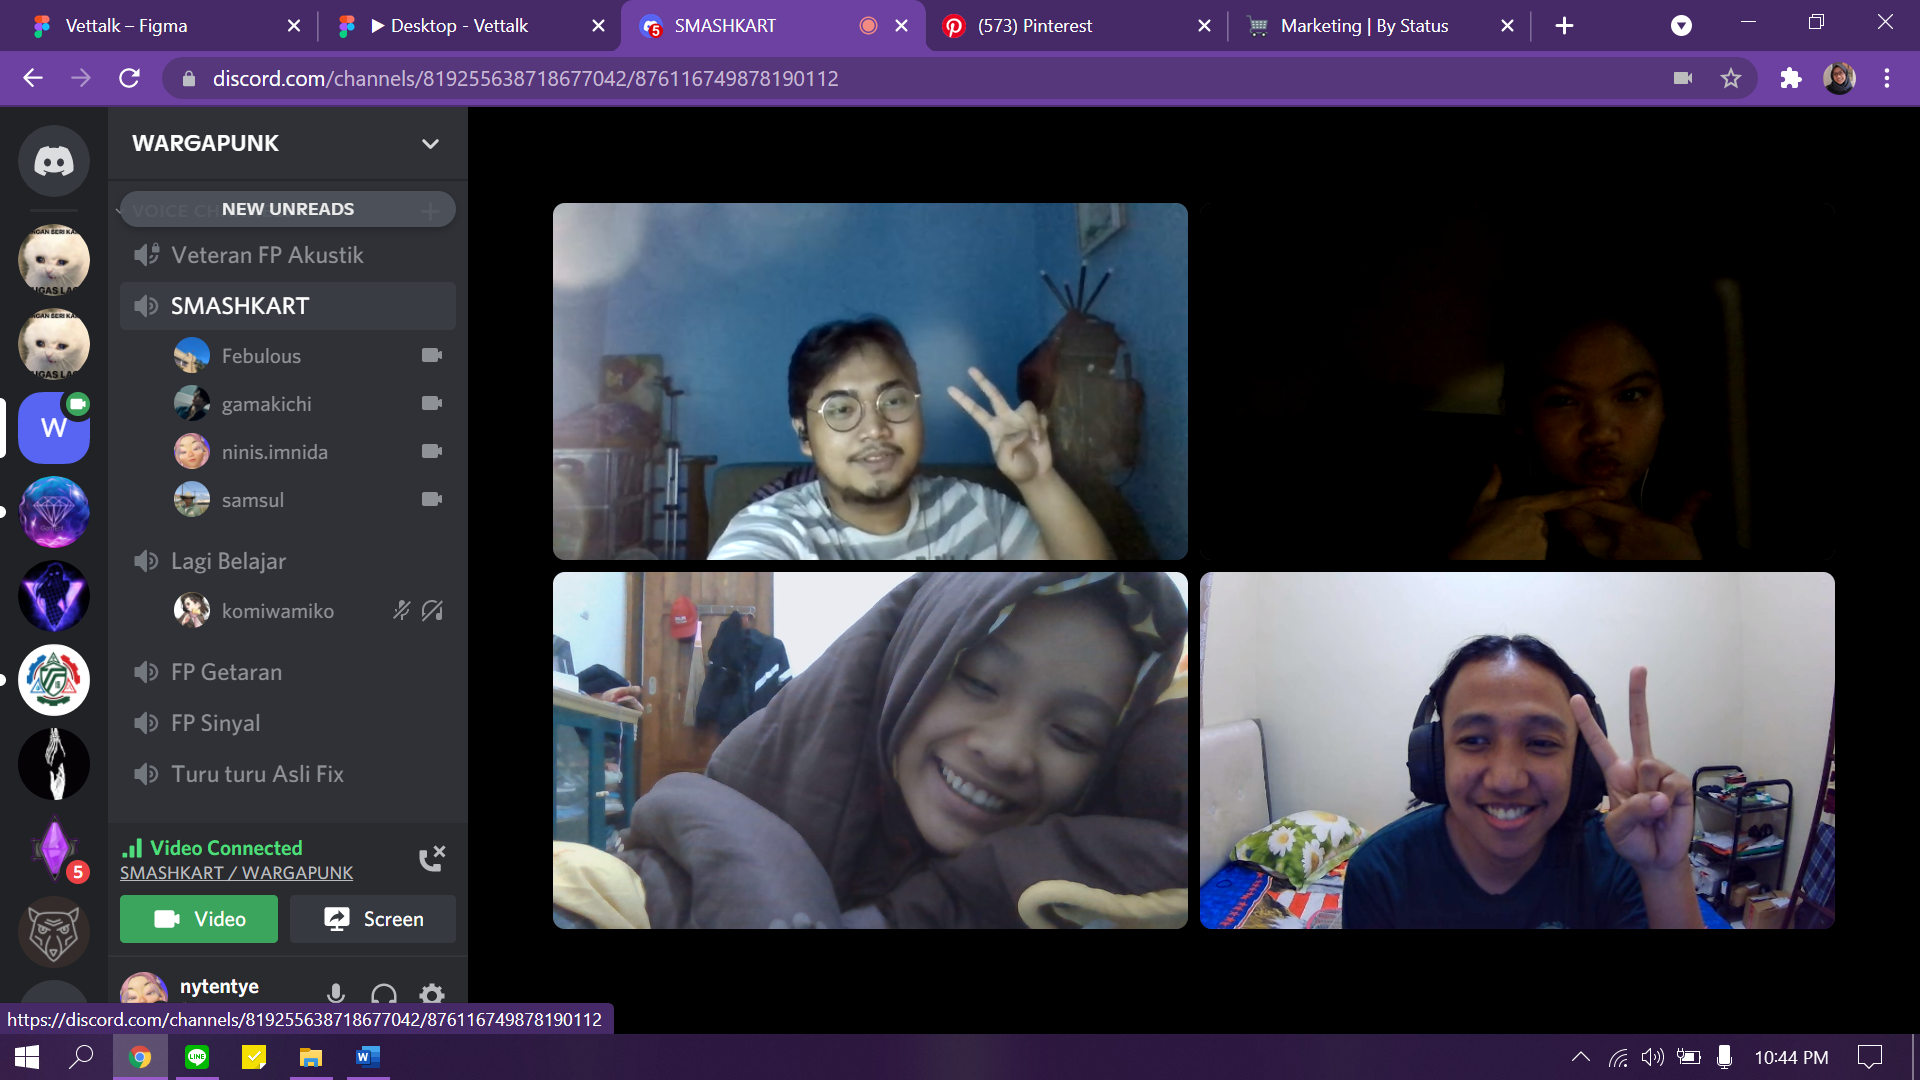 Vettalk – Figma
Desktop - Vettalk
SMASHKART
(573) Pinterest
Marketing | By Status
discord.com/channels/819255638718677042/876116749878190112
WARGAPUNK
NEW UNREADS
Veteran FP Akustik
SMASHKART
Febulous
gamakichi
ninis.imnida
samsul
Lagi Belajar
komiwamiko
FP Getaran
FP Sinyal
Turu turu Asli Fix
W
5
5
Video Connected
SMASHKART / WARGAPUNK
Video
Screen
nytentye
https://discord.com/channels/819255638718677042/876116749878190112
LINE
W
10:44 PM